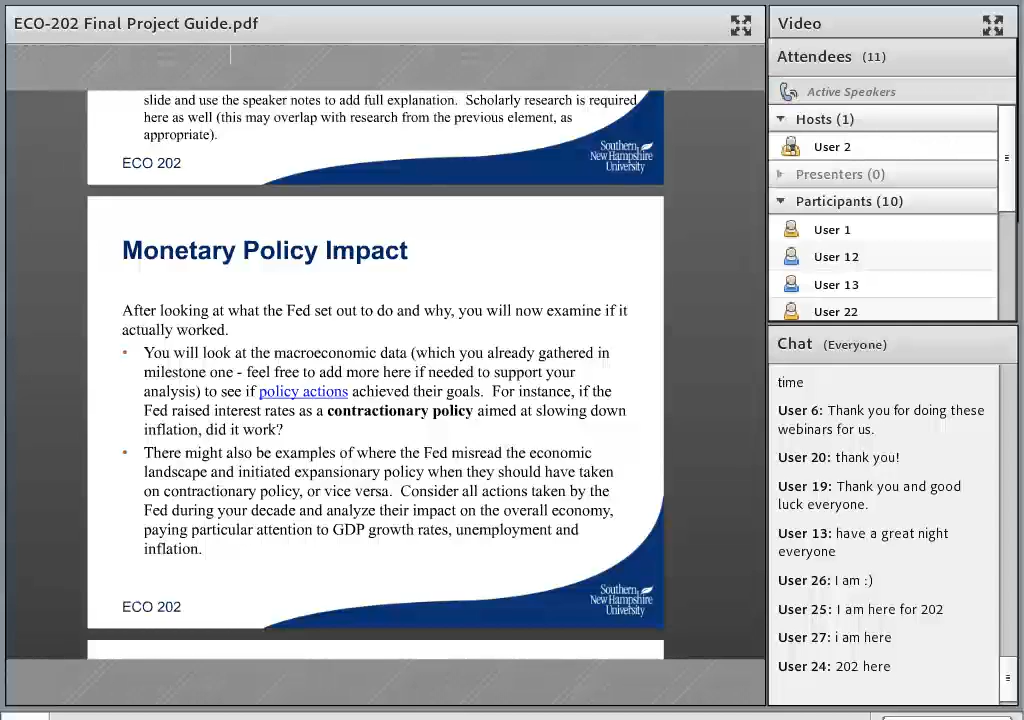 ECO-202 Final Project Guide.pdf
slide and use the speaker notes to add full explanation.  Scholarly research is required
here as well (this may overlap with research from the previous element, as
appropriate).
ECO 202
Southern
New Hampshire
University
Monetary Policy Impact
After looking at what the Fed set out to do and why, you will now examine if it
actually worked.
• You will look at the macroeconomic data (which you already gathered in
milestone one - feel free to add more here if needed to support your
analysis) to see if policy actions achieved their goals.  For instance, if the
Fed raised interest rates as a contractionary policy aimed at slowing down
inflation, did it work?
• There might also be examples of where the Fed misread the economic
landscape and initiated expansionary policy when they should have taken
on contractionary policy, or vice versa.  Consider all actions taken by the
Fed during your decade and analyze their impact on the overall economy,
paying particular attention to GDP growth rates, unemployment and
inflation.
ECO 202
Southern
New Hampshire
University
Video
Attendees (11)
Active Speakers
Hosts (1)
User 2
Presenters (0)
Participants (10)
User 1
User 12
User 13
User 22
Chat (Everyone)
time
User 6: Thank you for doing these
webinars for us.
User 20: thank you!
User 19: Thank you and good
luck everyone.
User 13: have a great night
everyone
User 26: I am :)
User 25: I am here for 202
User 27: i am here
User 24: 202 here